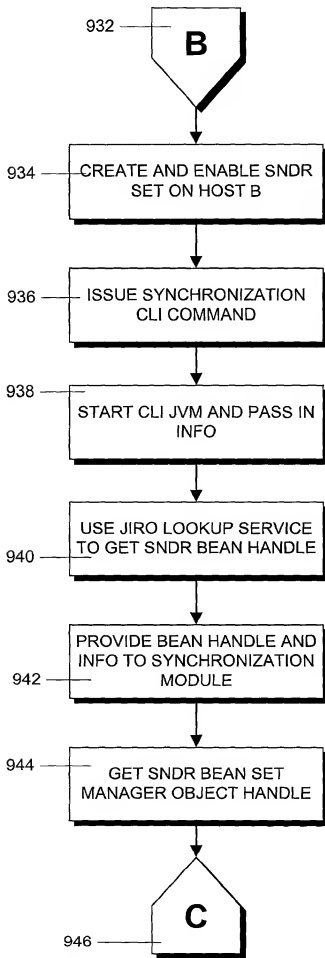 932
B
934
CREATE AND ENABLE SNDR
SET ON HOST B
936
ISSUE SYNCHRONIZATION
CLI COMMAND
938
START CLI JVM AND PASS IN
INFO
940
USE JIRO LOOKUP SERVICE
TO GET SNDR BEAN HANDLE
942
PROVIDE BEAN HANDLE AND
INFO TO SYNCHRONIZATION
MODULE
944
GET SNDR BEAN SET
MANAGER OBJECT HANDLE
946
C